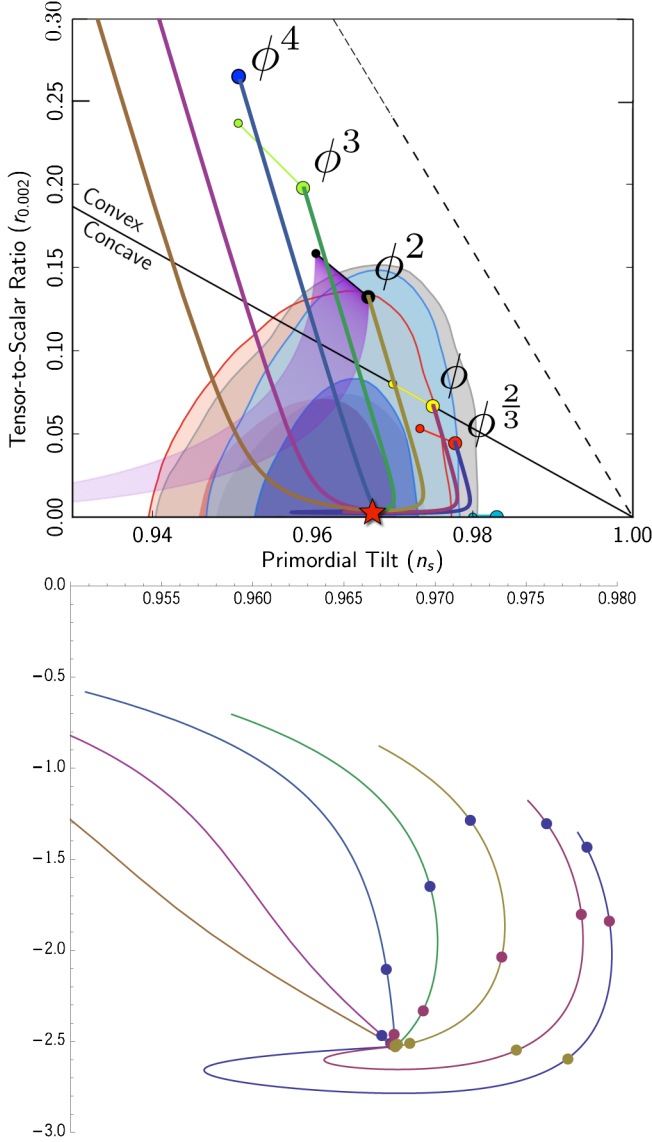 0.30
ϕ⁴
0.25
ϕ³
0.20
Convex
Concave
ϕ²
0.15
0.10
ϕ
ϕ^{2/3}
0.05
0.00
Tensor-to-Scalar Ratio (r₀.₀₀₂)
0.94 0.96 0.98 1.00
Primordial Tilt (nₛ)
0.0
0.955 0.960 0.965 0.970 0.975 0.980
−0.5
−1.0
−1.5
−2.0
−2.5
−3.0